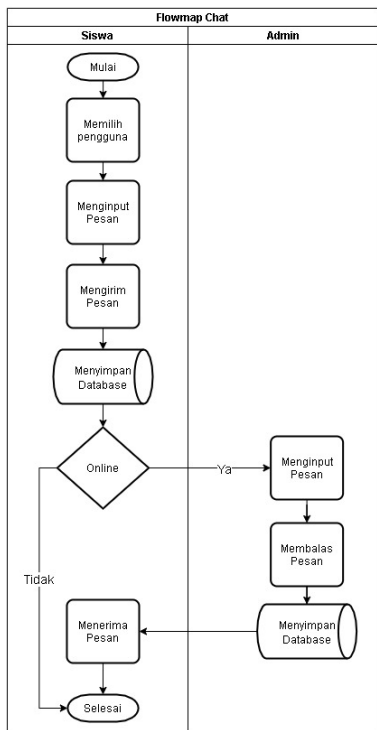 Flowmap Chat
Siswa
Admin
Mulai
Memilih
pengguna
Menginput
Pesan
Mengirim
Pesan
Menyimpan
Database
Online
Ya
Menginput
Pesan
Membalas
Pesan
Menyimpan
Database
Tidak
Menerima
Pesan
Selesai